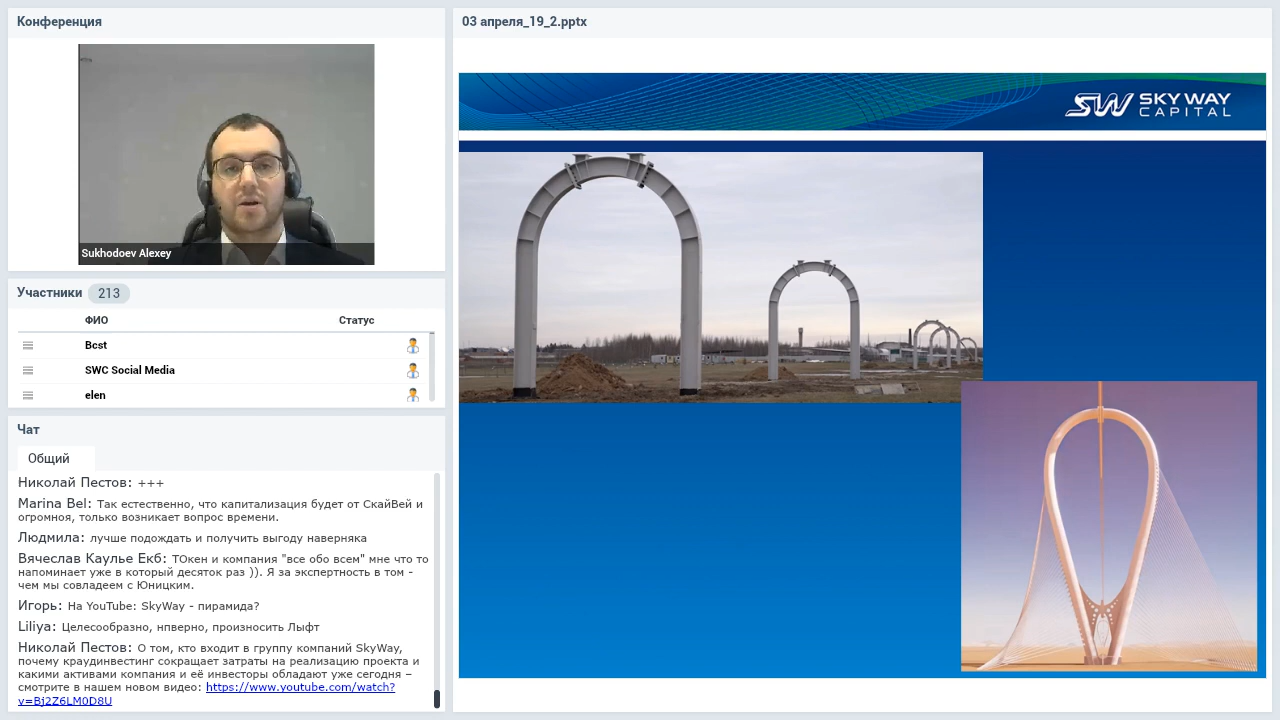 Конференция
Sukhodoev Alexey
Участники 213
ФИО Статус
Bcst
SWC Social Media
elen
Чат
Общий
Николай Пестов: +++
Marina Bel: Так естественно, что капитализация будет от СкайВей и
огромноя, только возникает вопрос времени.
Людмила: лучше подождать и получить выгоду наверняка
Вячеслав Каулье Екб: ТОкен и компания "все обо всем" мне что то
напоминает уже в который десяток раз )). Я за экспертность в том -
чем мы совладеем с Юницким.
Игорь: На YouTube: SkyWay - пирамида?
Liliya: Целесообразно, нпверно, произносить Лыфт
Николай Пестов: О том, кто входит в группу компаний SkyWay,
почему краудинвестинг сокращает затраты на реализацию проекта и
какими активами компания и её инвесторы обладают уже сегодня –
смотрите в нашем новом видео: https://www.youtube.com/watch?
v=Bj2Z6LM0D8U
03 апреля_19_2.pptx
SW SKY WAY
CAPITAL